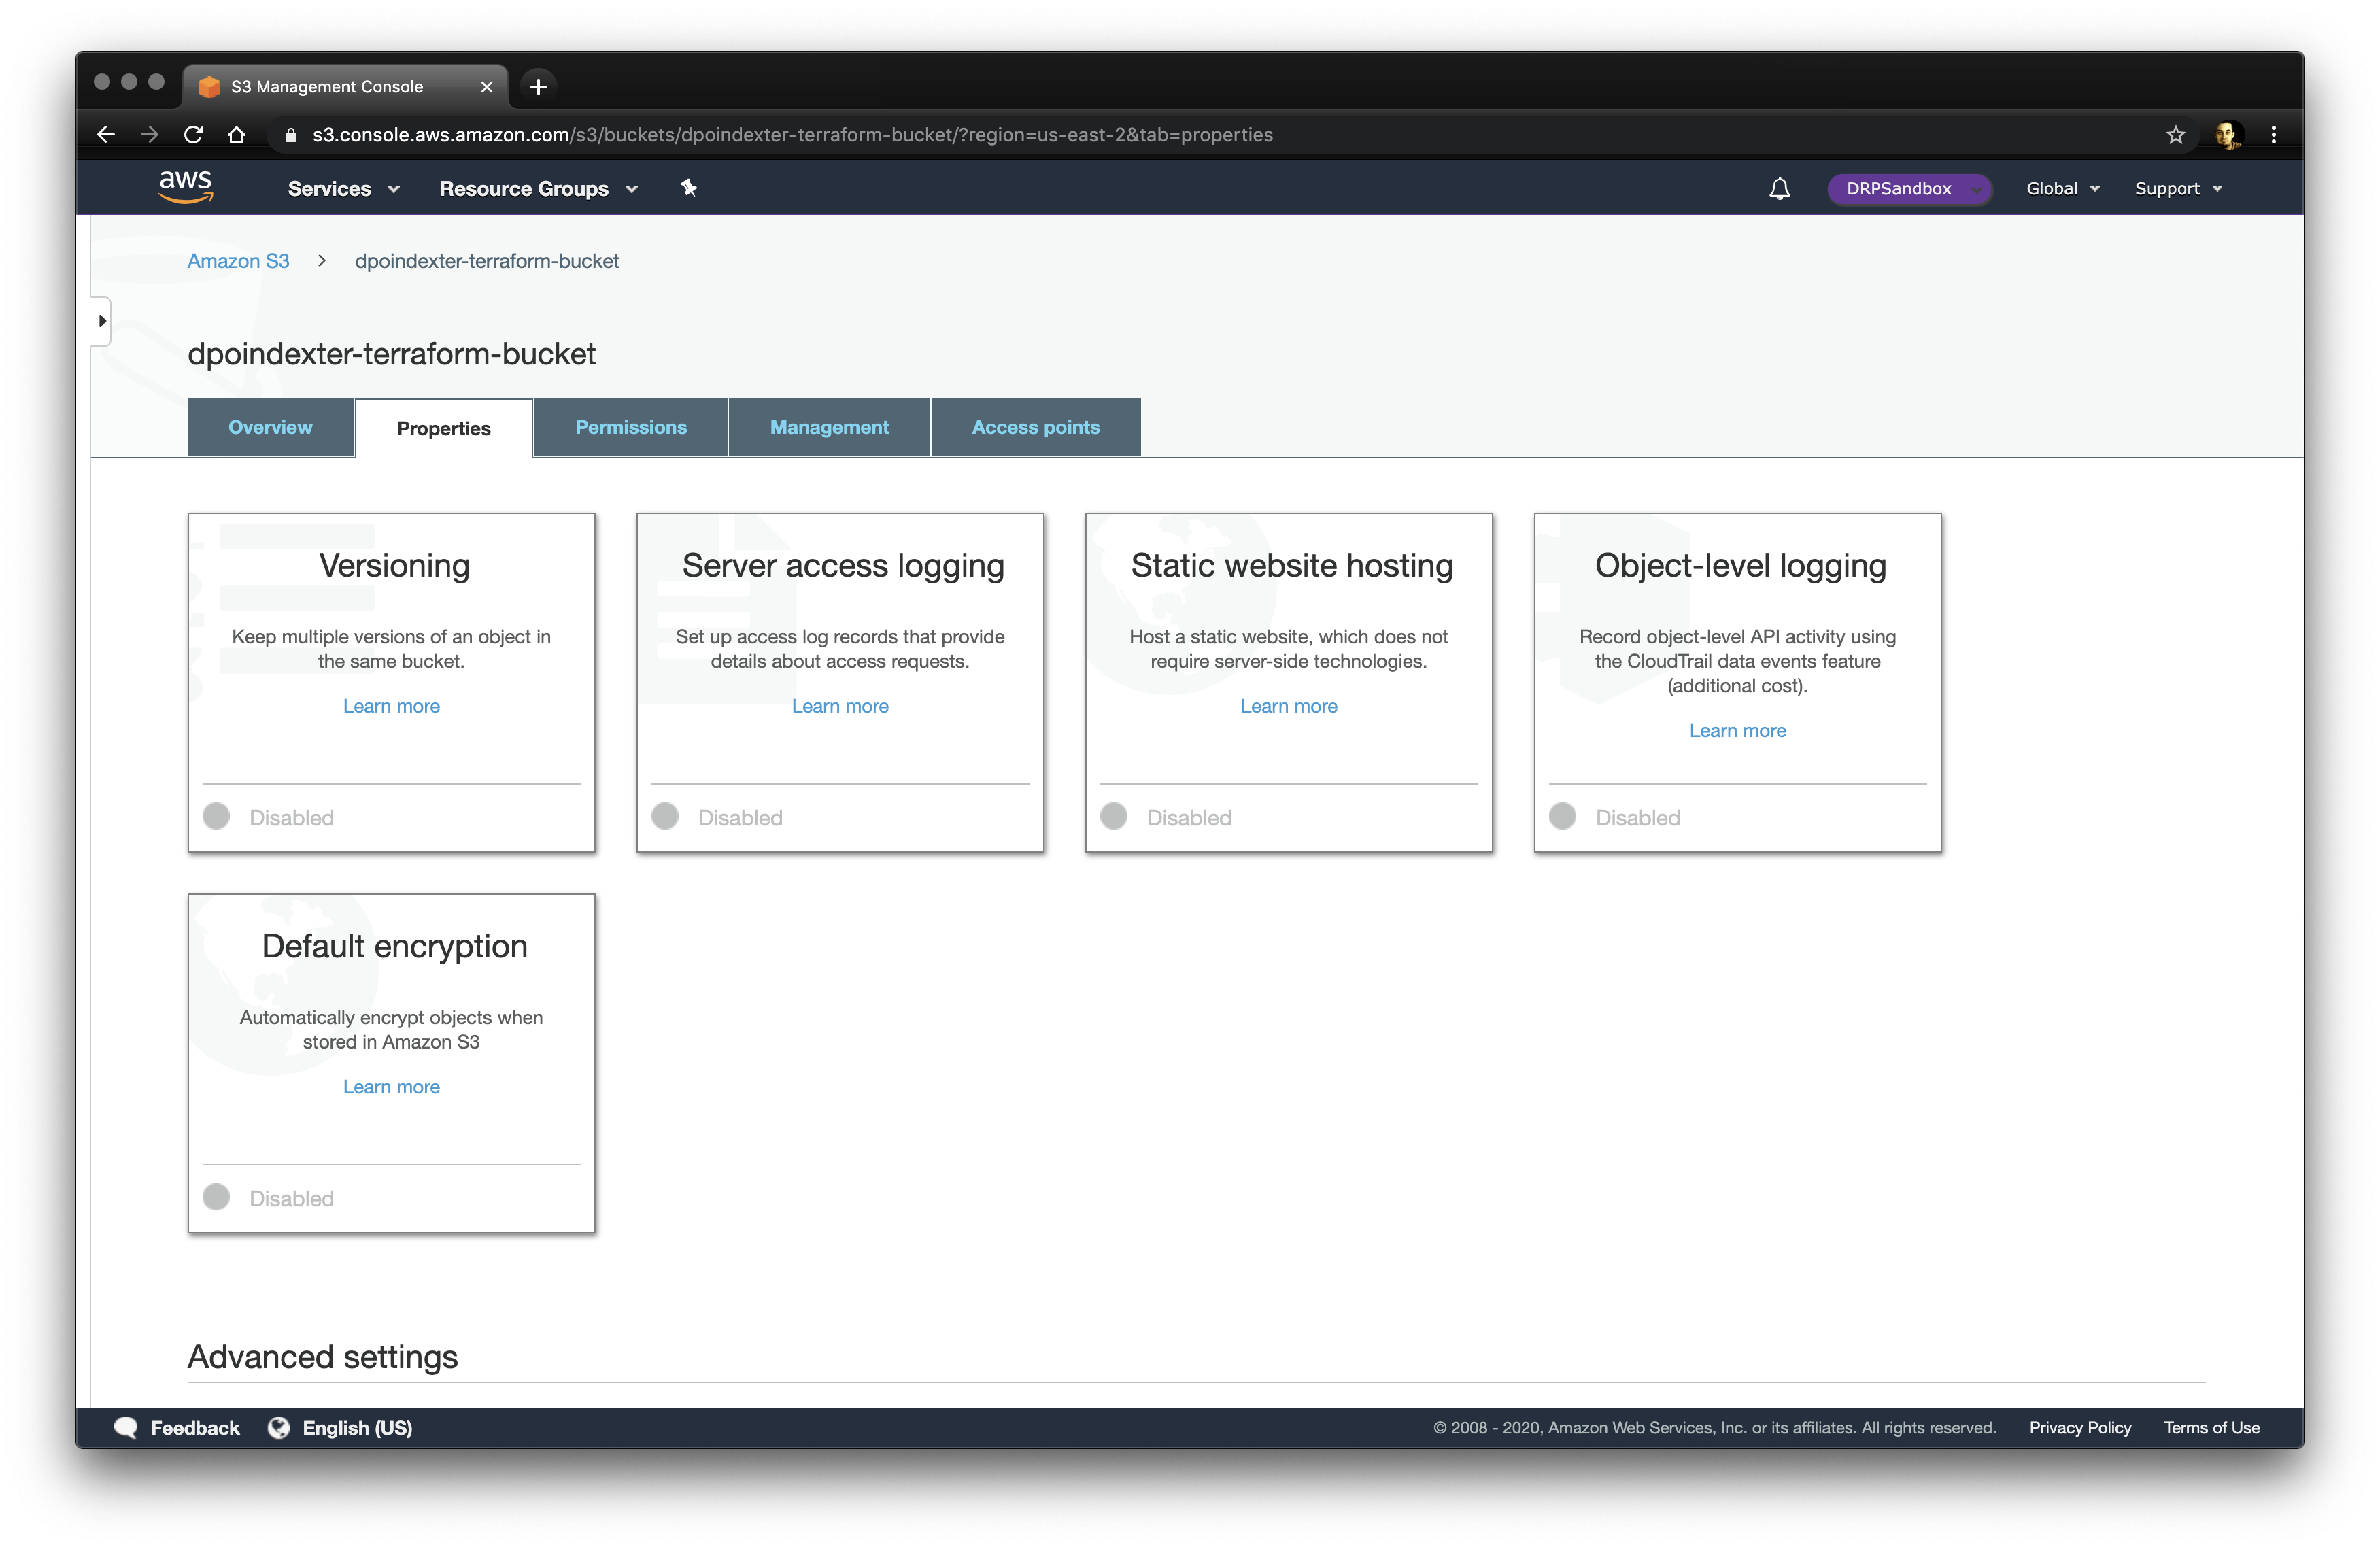 S3 Management Console
s3.console.aws.amazon.com/s3/buckets/dpoindexter-terraform-bucket/?region=us-east-2&tab=properties
aws Services Resource Groups DRPSandbox Global Support
Amazon S3 > dpoindexter-terraform-bucket
dpoindexter-terraform-bucket
Overview Properties Permissions Management Access points
Versioning
Keep multiple versions of an object in
the same bucket.
Learn more
Disabled
Server access logging
Set up access log records that provide
details about access requests.
Learn more
Disabled
Static website hosting
Host a static website, which does not
require server-side technologies.
Learn more
Disabled
Object-level logging
Record object-level API activity using
the CloudTrail data events feature
(additional cost).
Learn more
Disabled
Default encryption
Automatically encrypt objects when
stored in Amazon S3
Learn more
Disabled
Advanced settings
Feedback English (US) © 2008 - 2020, Amazon Web Services, Inc. or its affiliates. All rights reserved. Privacy Policy Terms of Use